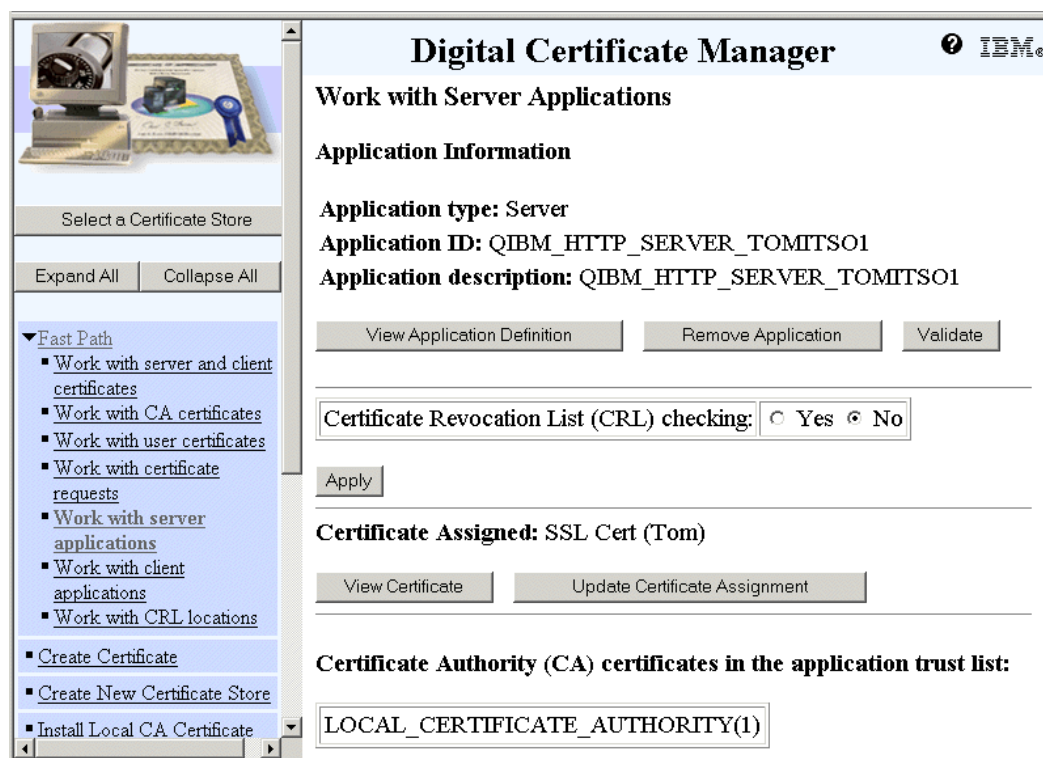 Digital Certificate Manager
IBM
Select a Certificate Store
Expand All Collapse All
Fast Path
Work with server and client
certificates
Work with CA certificates
Work with user certificates
Work with certificate
requests
Work with server
applications
Work with client
applications
Work with CRL locations
Create Certificate
Create New Certificate Store
Install Local CA Certificate
Work with Server Applications
Application Information
Application type: Server
Application ID: QIBM_HTTP_SERVER_TOMITSO1
Application description: QIBM_HTTP_SERVER_TOMITSO1
View Application Definition Remove Application Validate
Certificate Revocation List (CRL) checking: Yes No
Apply
Certificate Assigned: SSL Cert (Tom)
View Certificate Update Certificate Assignment
Certificate Authority (CA) certificates in the application trust list:
LOCAL_CERTIFICATE_AUTHORITY(1)